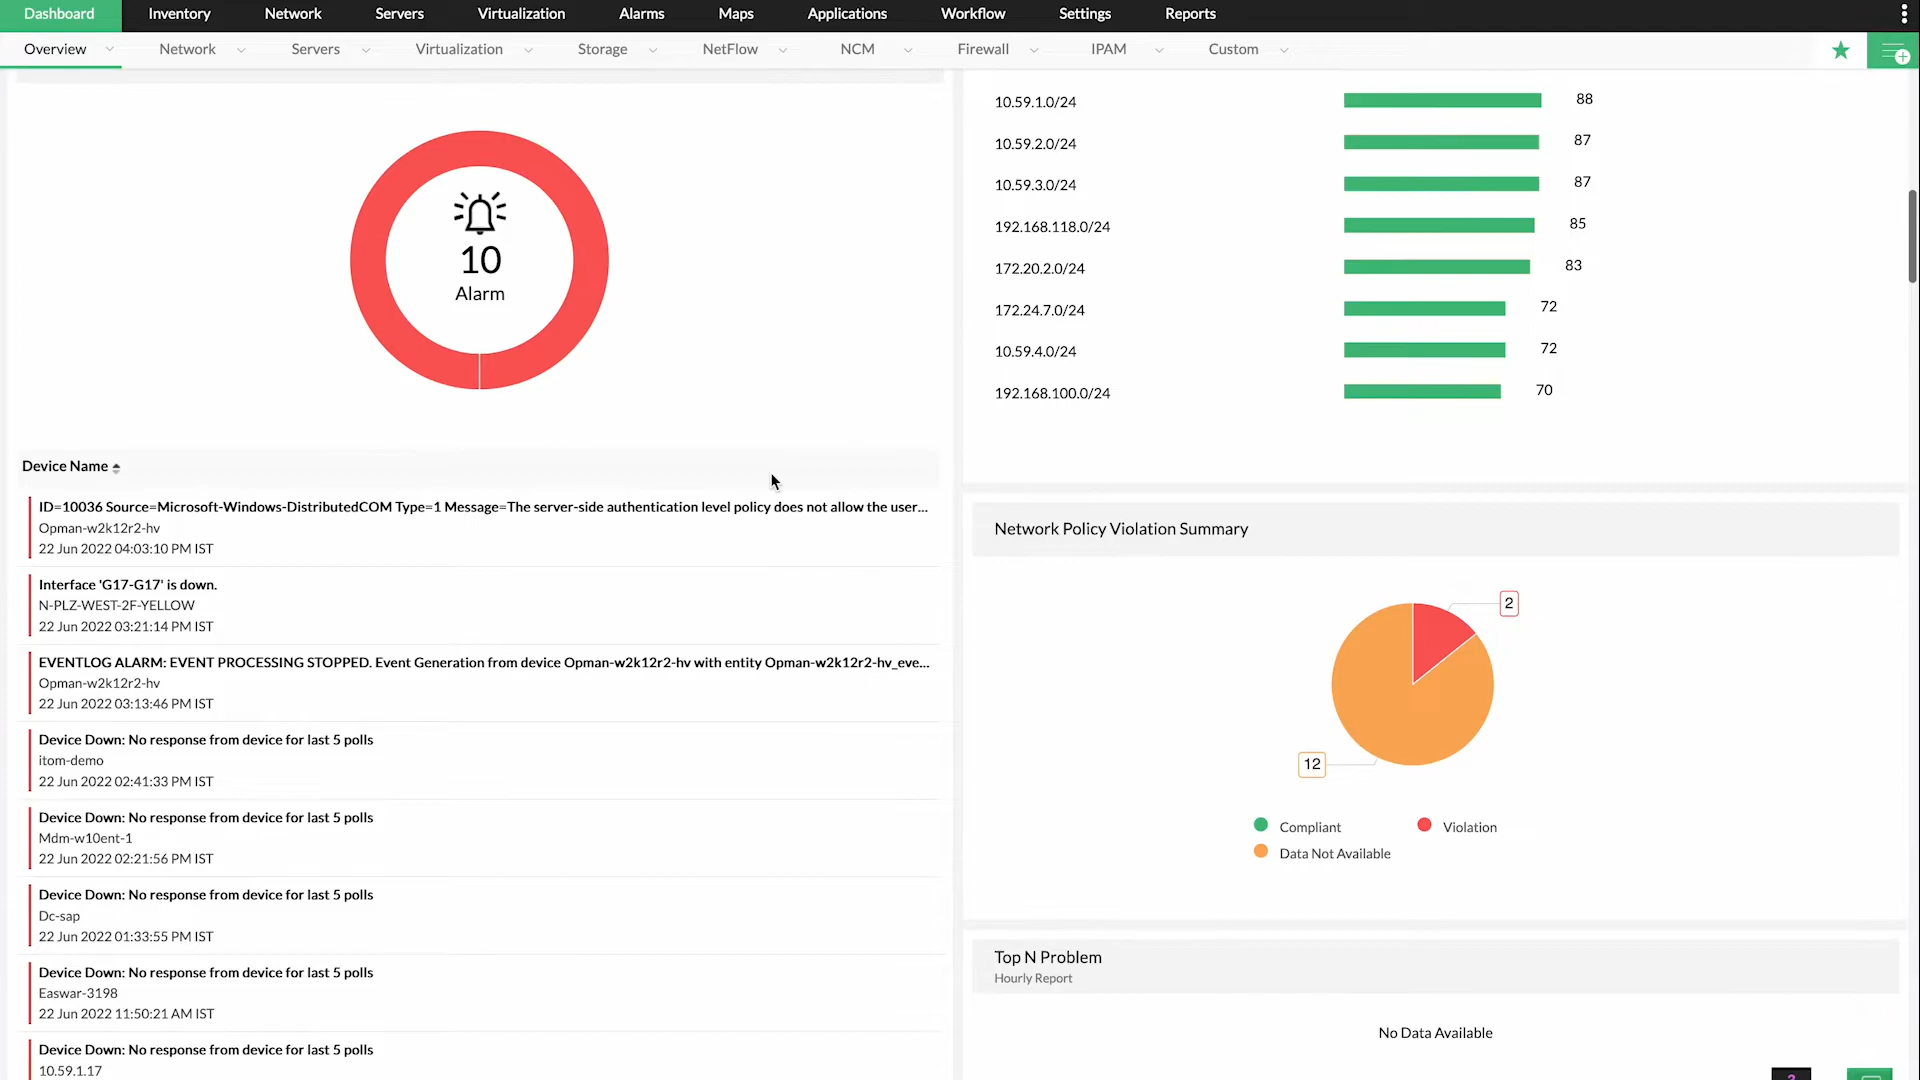 Dashboard Inventory Network Servers Virtualization Alarms Maps Applications Workflow Settings Reports
Overview Network Servers Virtualization Storage NetFlow NCM Firewall IPAM Custom
10
Alarm
Device Name
ID=10036 Source=Microsoft-Windows-DistributedCOM Type=1 Message=The server-side authentication level policy does not allow the user...
Opman-w2k12r2-hv
22 Jun 2022 04:03:10 PM IST
Interface 'G17-G17' is down.
N-PLZ-WEST-2F-YELLOW
22 Jun 2022 03:21:14 PM IST
EVENTLOG ALARM: EVENT PROCESSING STOPPED. Event Generation from device Opman-w2k12r2-hv with entity Opman-w2k12r2-hv_eve...
Opman-w2k12r2-hv
22 Jun 2022 03:13:46 PM IST
Device Down: No response from device for last 5 polls
itom-demo
22 Jun 2022 02:41:33 PM IST
Device Down: No response from device for last 5 polls
Mdm-w10ent-1
22 Jun 2022 02:21:56 PM IST
Device Down: No response from device for last 5 polls
Dc-sap
22 Jun 2022 01:33:55 PM IST
Device Down: No response from device for last 5 polls
Easwar-3198
22 Jun 2022 11:50:21 AM IST
Device Down: No response from device for last 5 polls
10.59.1.17
10.59.1.0/24 88
10.59.2.0/24 87
10.59.3.0/24 87
192.168.118.0/24 85
172.20.2.0/24 83
172.24.7.0/24 72
10.59.4.0/24 72
192.168.100.0/24 70
Network Policy Violation Summary
2
12
Compliant Violation
Data Not Available
Top N Problem
Hourly Report
No Data Available